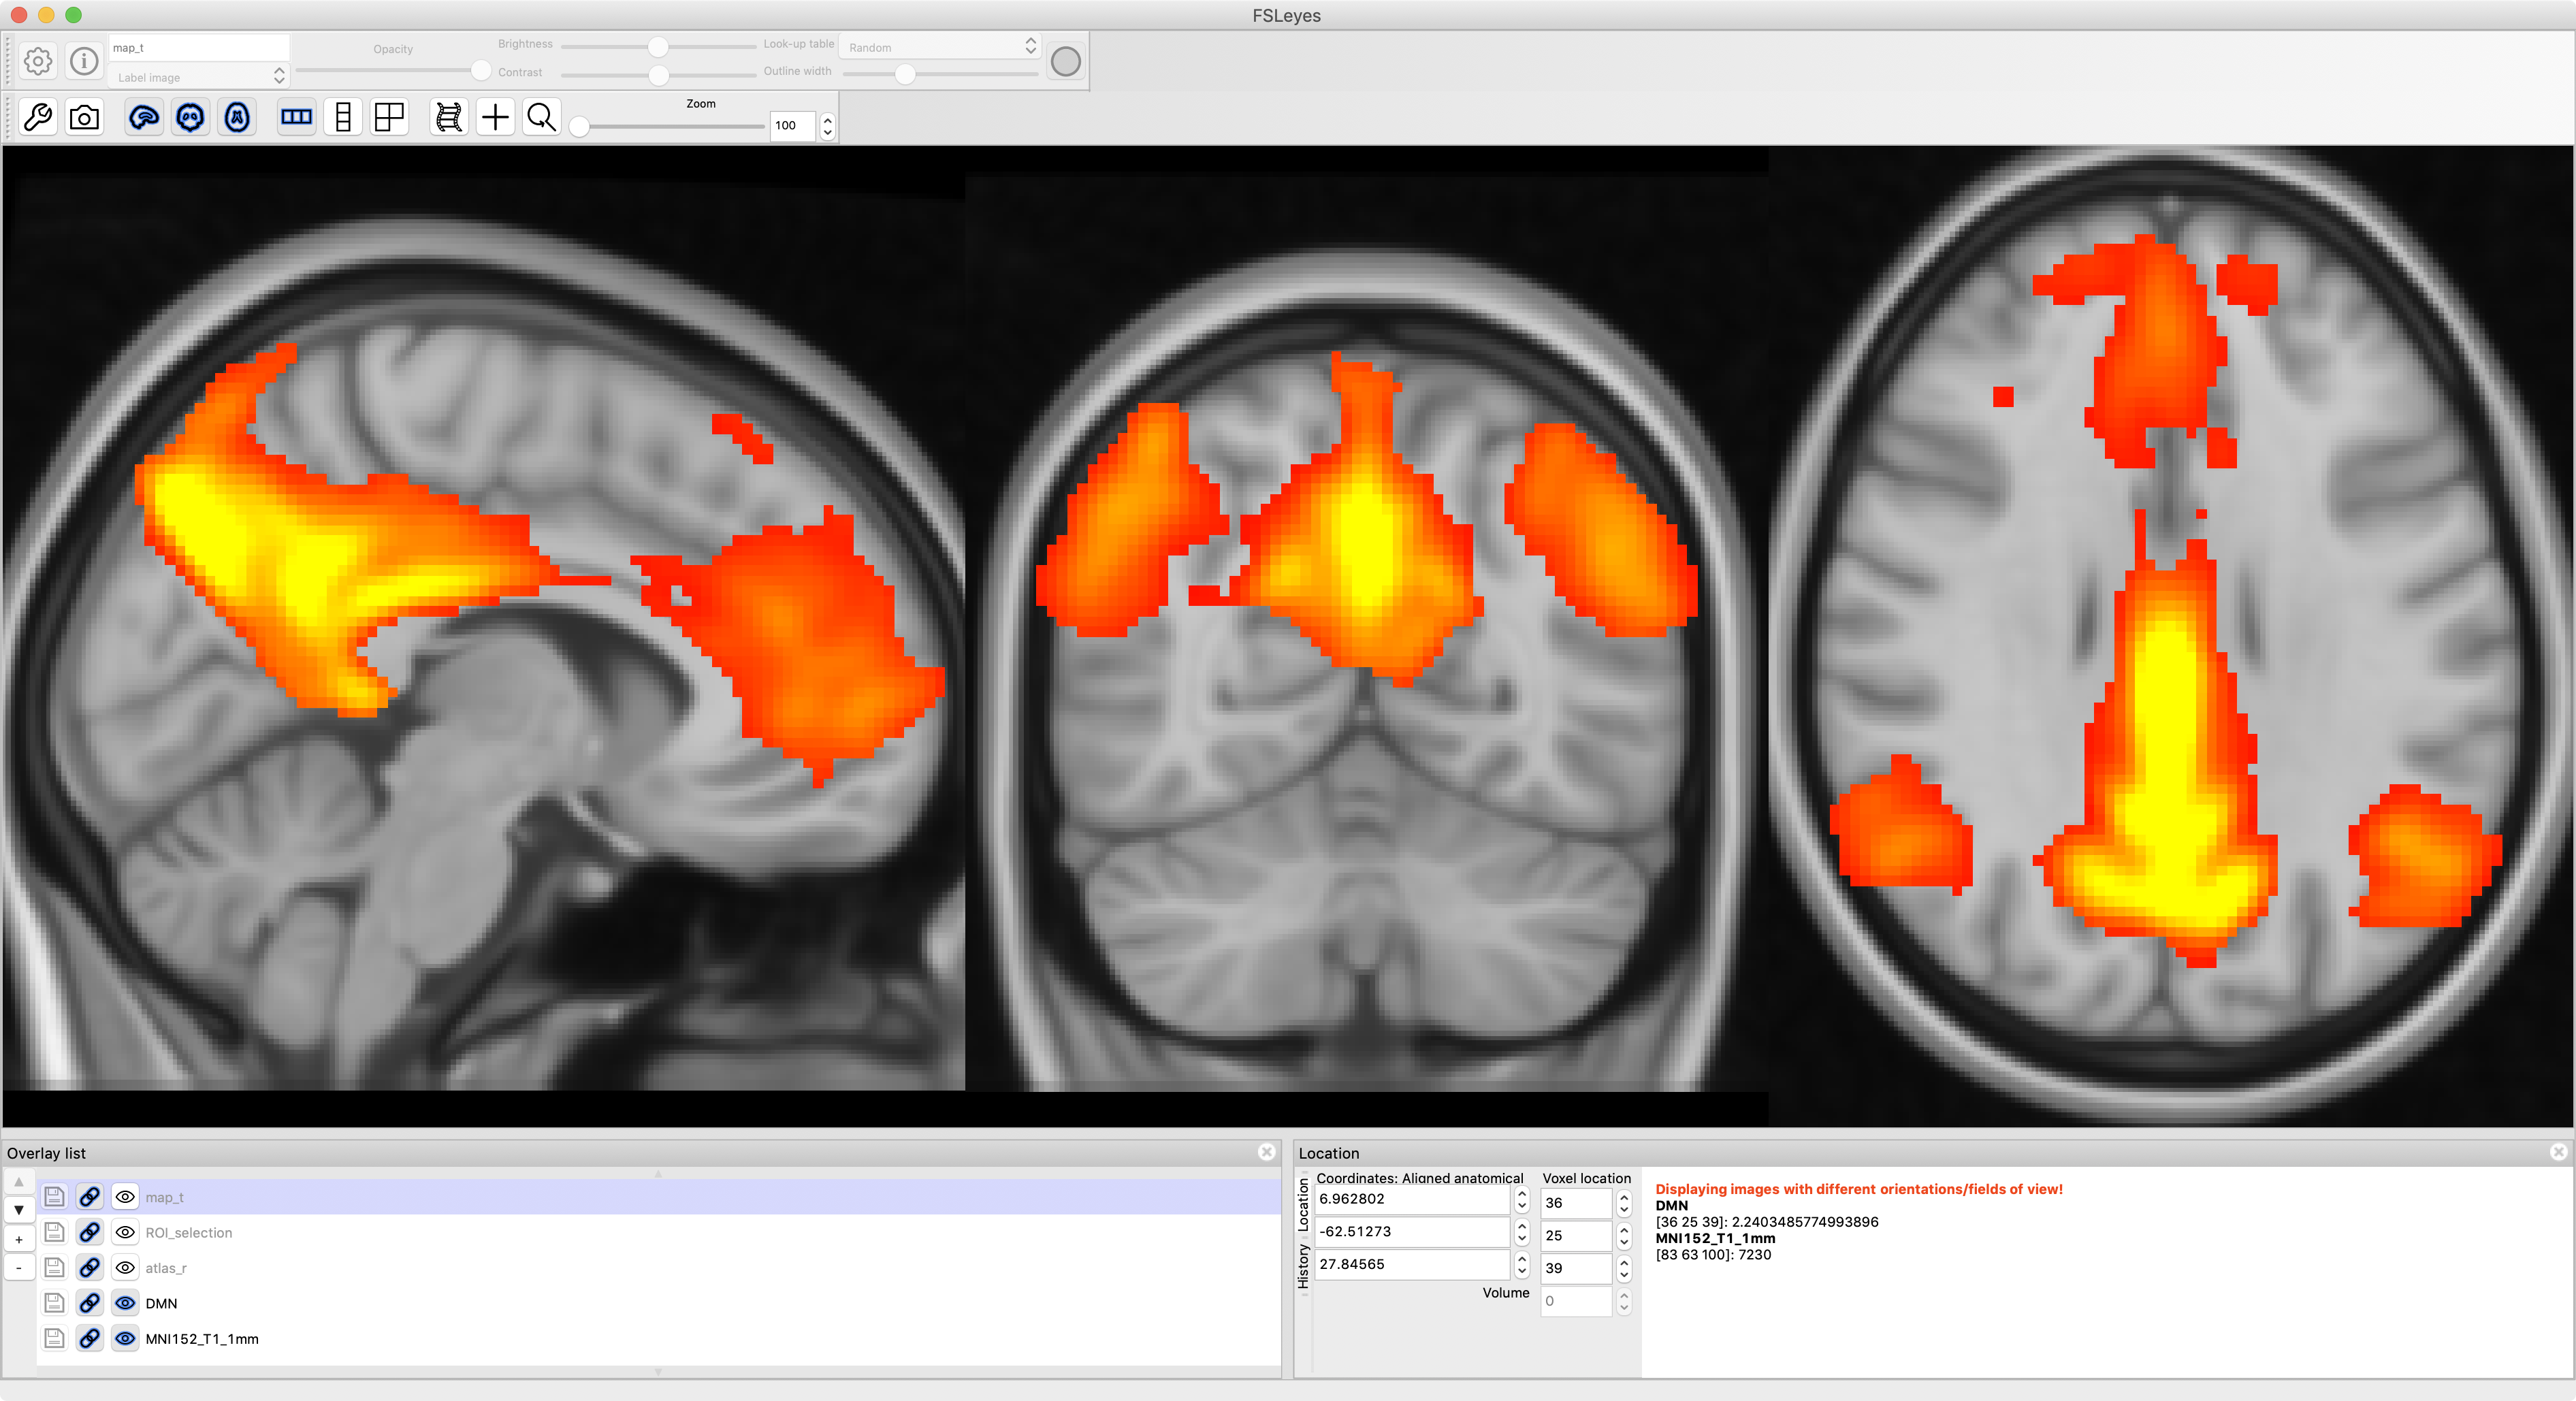 FSLeyes
map_t
Label image
Opacity
Brightness
Contrast
Look-up table
Random
Outline width
Zoom
100
Overlay list
map_t
ROI_selection
atlas_r
DMN
MNI152_T1_1mm
Location
Location
History
Coordinates: Aligned anatomical
Voxel location
6.962802
36
-62.51273
25
27.84565
39
Volume
0
Displaying images with different orientations/fields of view!
DMN
[36 25 39]: 2.2403485774993896
MNI152_T1_1mm
[83 63 100]: 7230